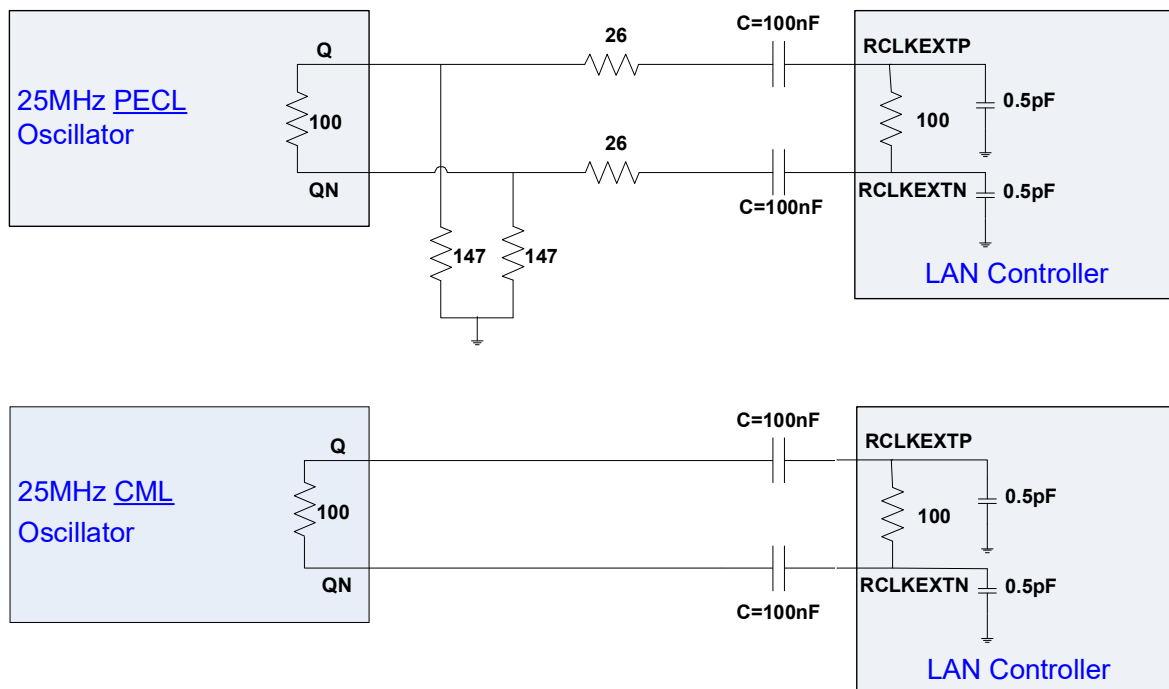 C=100nF
Q
26
RCLKEXTP
25MHz PECL
Oscillator
100
0.5pF
100
26
QN
RCLKEXTN
C=100nF
0.5pF
147
147
LAN Controller
C=100nF
Q
RCLKEXTP
25MHz CML
Oscillator
100
0.5pF
100
QN
RCLKEXTN
0.5pF
C=100nF
LAN Controller